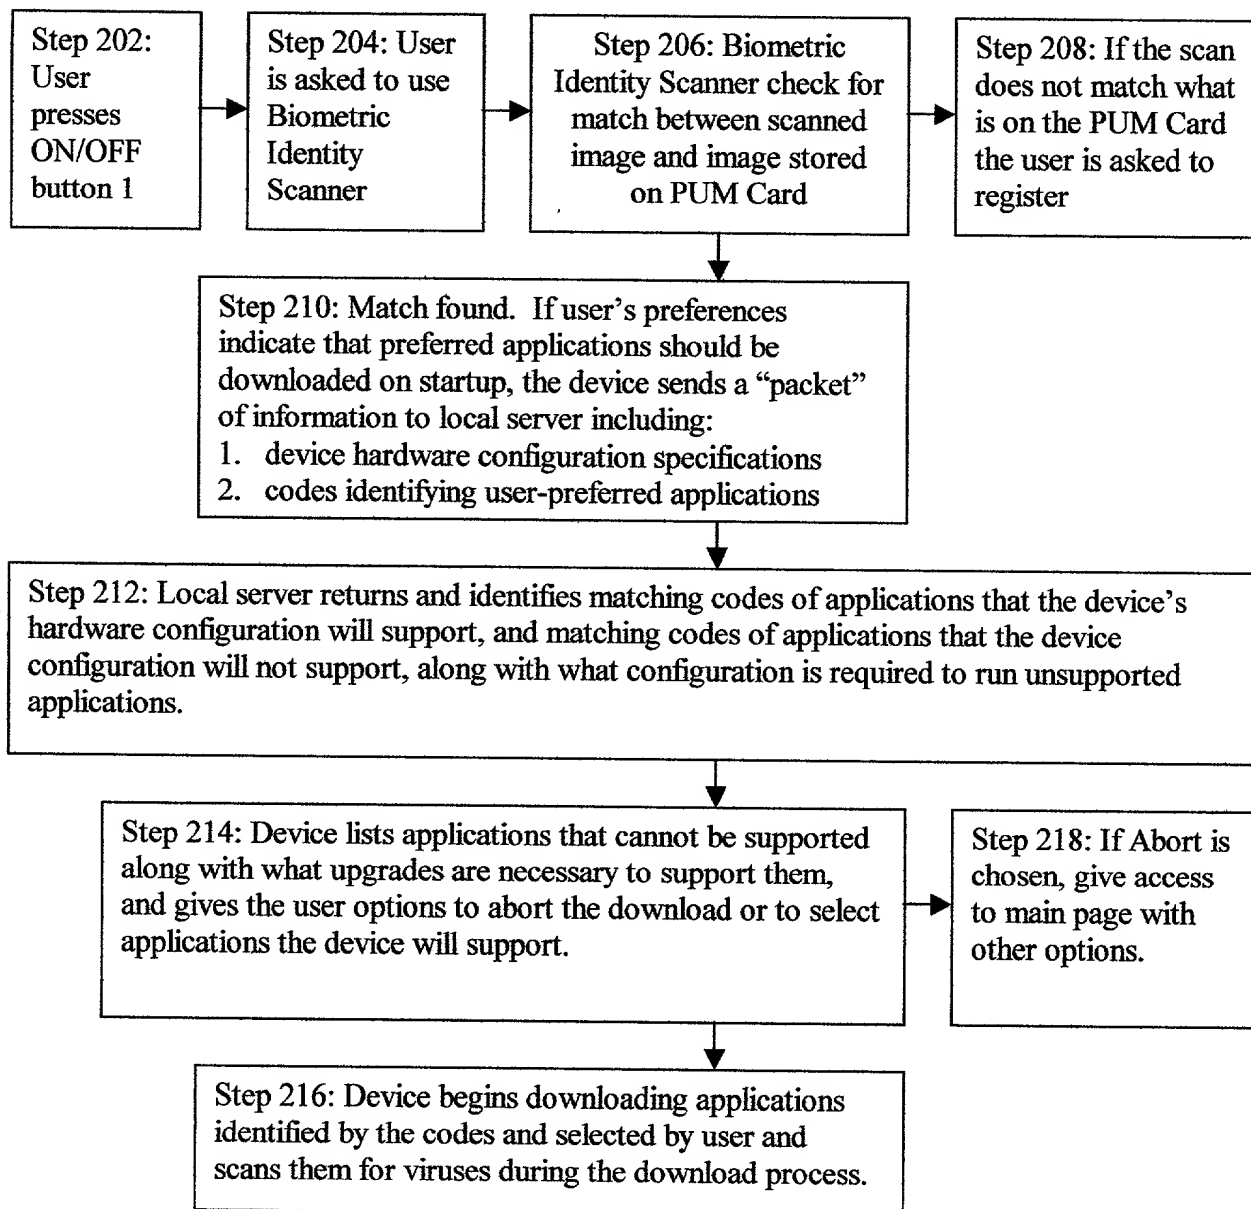 Step 202:
User
presses
ON/OFF
button 1
Step 204: User
is asked to use
Biometric
Identity
Scanner
Step 206: Biometric
Identity Scanner check for
match between scanned
image and image stored
on PUM Card
Step 208: If the scan
does not match what
is on the PUM Card
the user is asked to
register
Step 210: Match found.  If user's preferences
indicate that preferred applications should be
downloaded on startup, the device sends a “packet”
of information to local server including:
1.  device hardware configuration specifications
2.  codes identifying user-preferred applications
Step 212: Local server returns and identifies matching codes of applications that the device's
hardware configuration will support, and matching codes of applications that the device
configuration will not support, along with what configuration is required to run unsupported
applications.
Step 214: Device lists applications that cannot be supported
along with what upgrades are necessary to support them,
and gives the user options to abort the download or to select
applications the device will support.
Step 218: If Abort is
chosen, give access
to main page with
other options.
Step 216: Device begins downloading applications
identified by the codes and selected by user and
scans them for viruses during the download process.